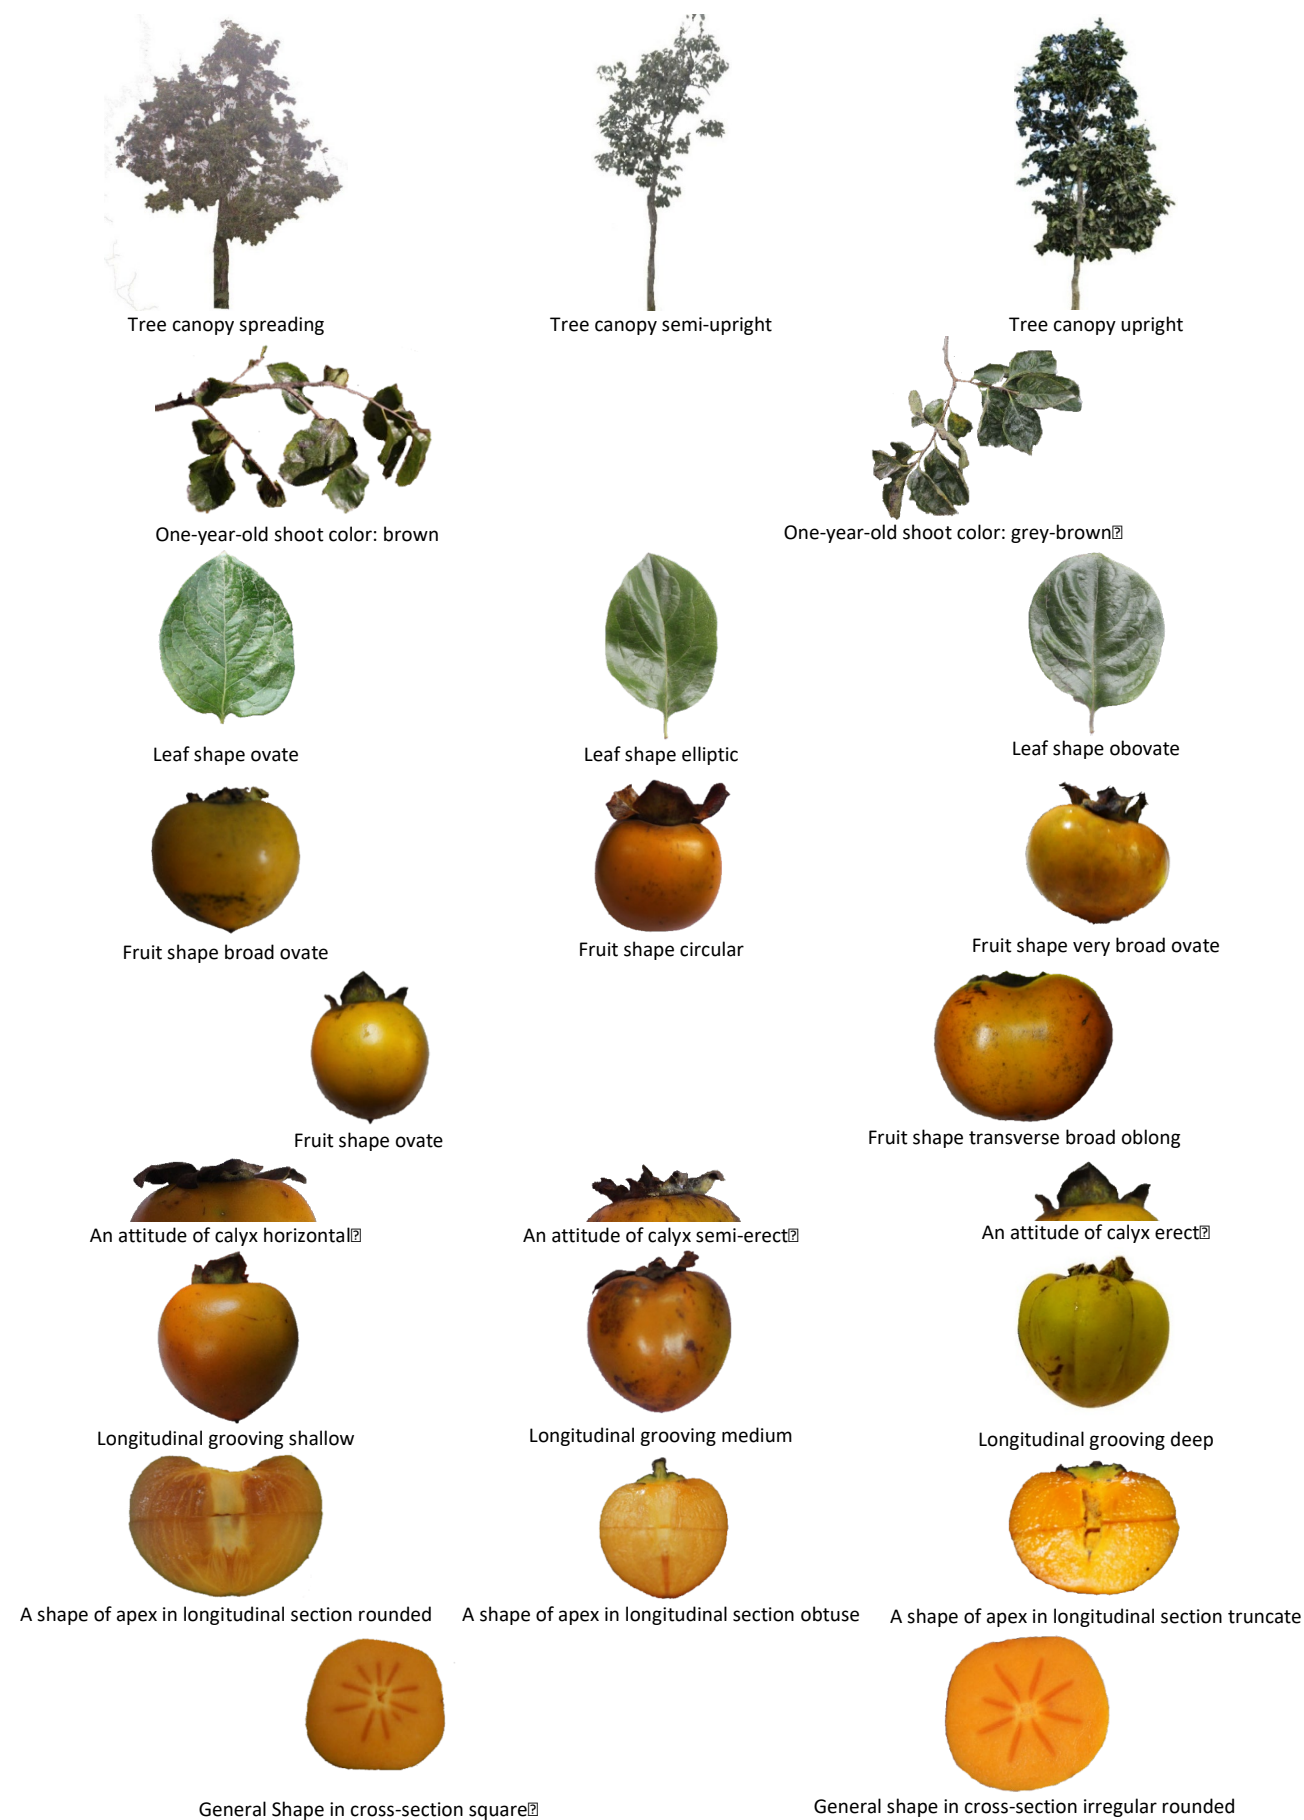 Tree canopy spreading
Tree canopy semi-upright
Tree canopy upright
One-year-old shoot color: brown
One-year-old shoot color: grey-brown⍰
Leaf shape ovate
Leaf shape elliptic
Leaf shape obovate
Fruit shape broad ovate
Fruit shape circular
Fruit shape very broad ovate
Fruit shape ovate
Fruit shape transverse broad oblong
An attitude of calyx horizontal⍰
An attitude of calyx semi-erect⍰
An attitude of calyx erect⍰
Longitudinal grooving shallow
Longitudinal grooving medium
Longitudinal grooving deep
A shape of apex in longitudinal section rounded
A shape of apex in longitudinal section obtuse
A shape of apex in longitudinal section truncate
General Shape in cross-section square⍰
General shape in cross-section irregular rounded